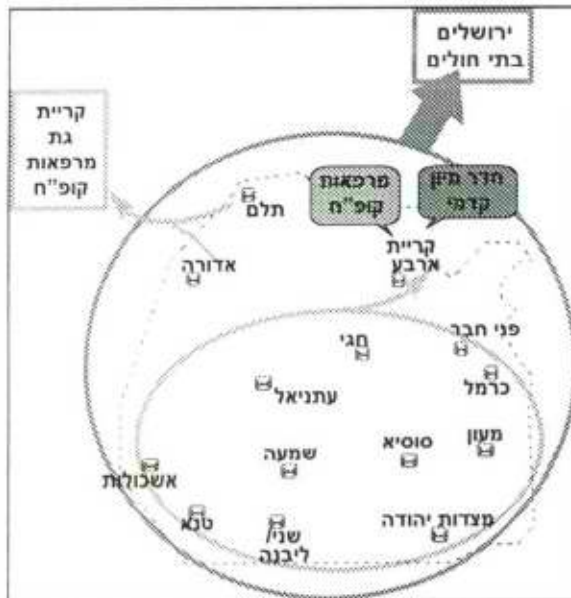 ירושלים
בתי חולים
קריית
גת
מרפאות
קופ"ח
חדר מיון
קדמי
מרפאות
קופ"ח
תלם
קריית
ארבע
אדורה
פני חבר
חגי
כרמל
עתניאל
מעון
סוסיא
שמעה
אשכולות
מצדות יהודה
טנא
שני/
ליבנה